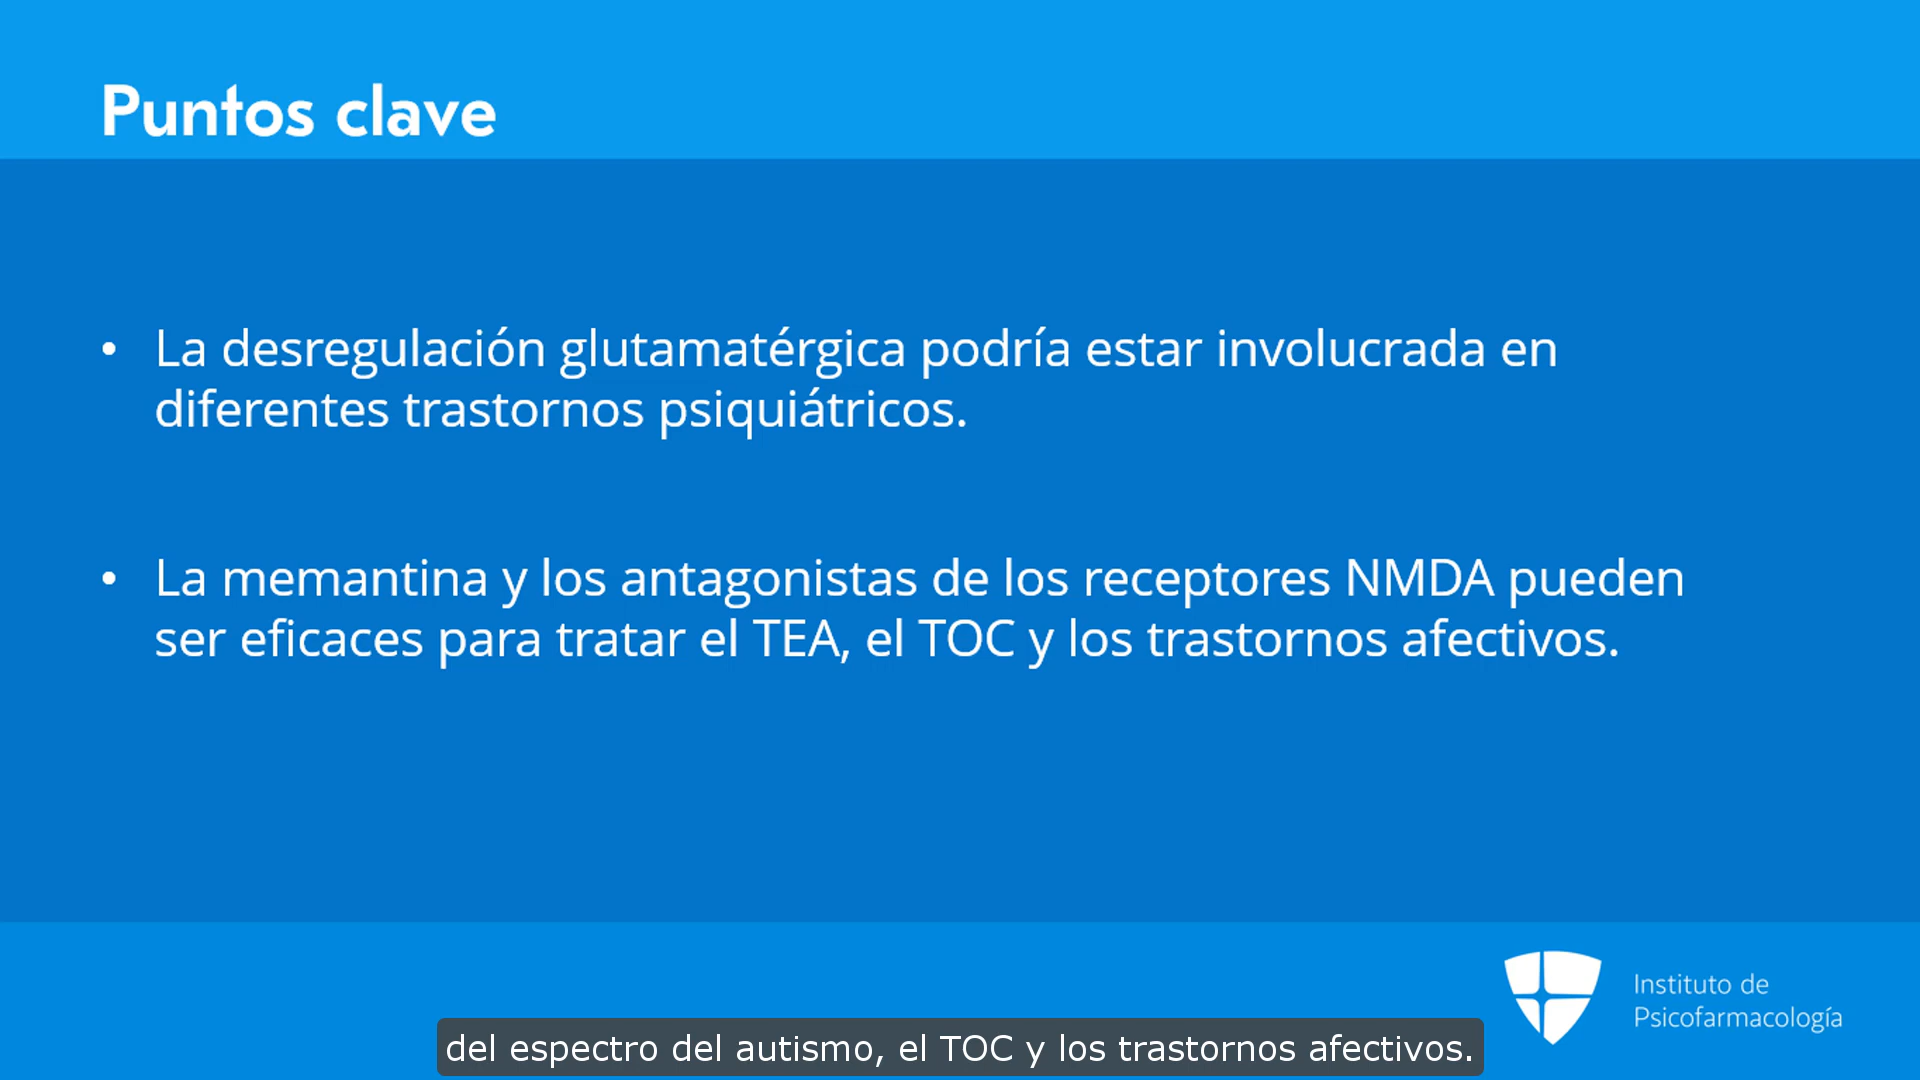 Puntos clave
• La desregulación glutamatérgica podría estar involucrada en
diferentes trastornos psiquiátricos.
• La memantina y los antagonistas de los receptores NMDA pueden
ser eficaces para tratar el TEA, el TOC y los trastornos afectivos.
Instituto de
Psicofarmacología
del espectro del autismo, el TOC y los trastornos afectivos.